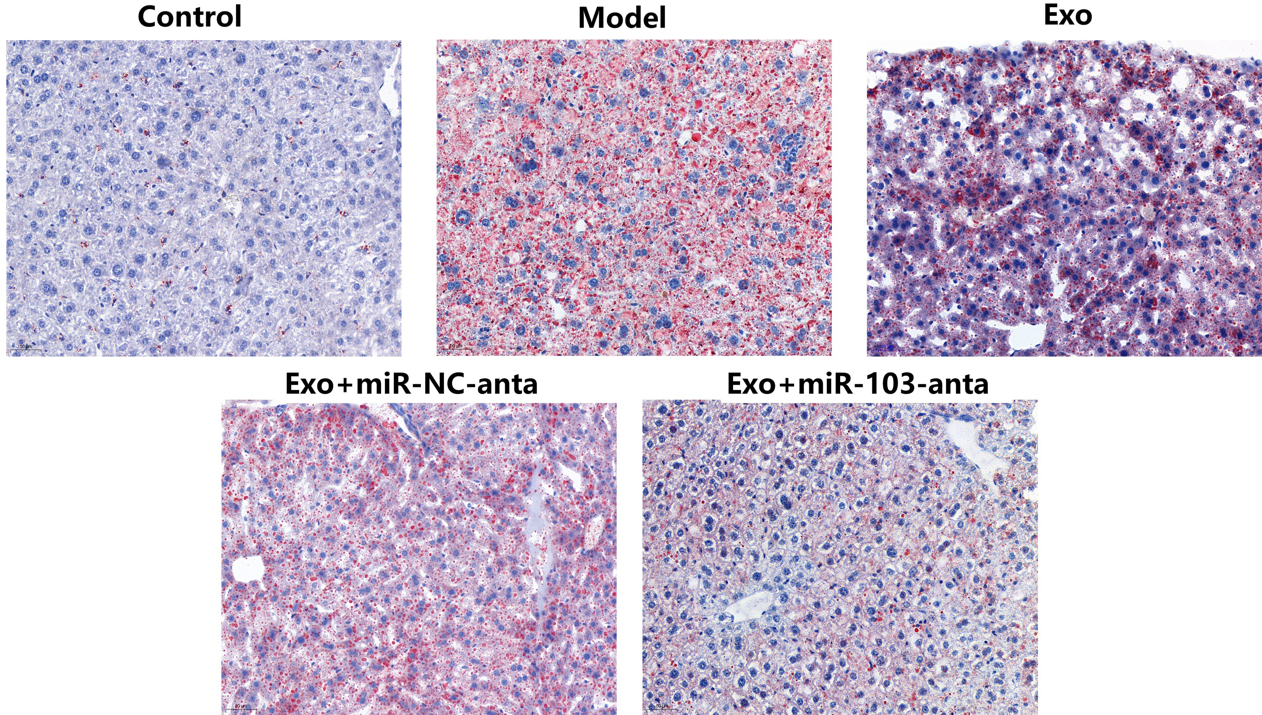 Control
Model
Exo
Exo+miR-NC-anta
Exo+miR-103-anta